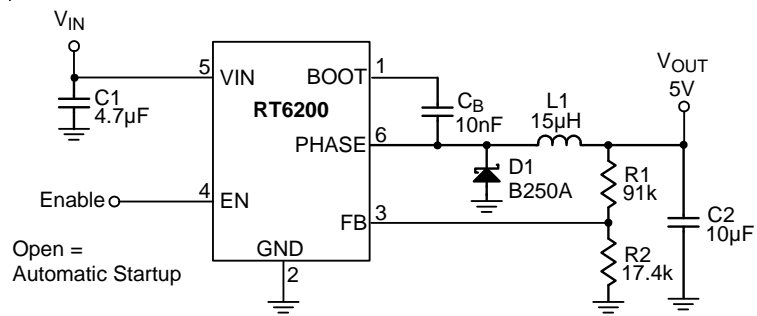 VIN
VOUT
5V
5
VIN
BOOT
1
RT6200
C1
4.7µF
CB
10nF
L1
15µH
PHASE
6
D1
B250A
R1
91k
Enable
4
EN
FB
3
C2
10µF
Open =
Automatic Startup
GND
2
R2
17.4k